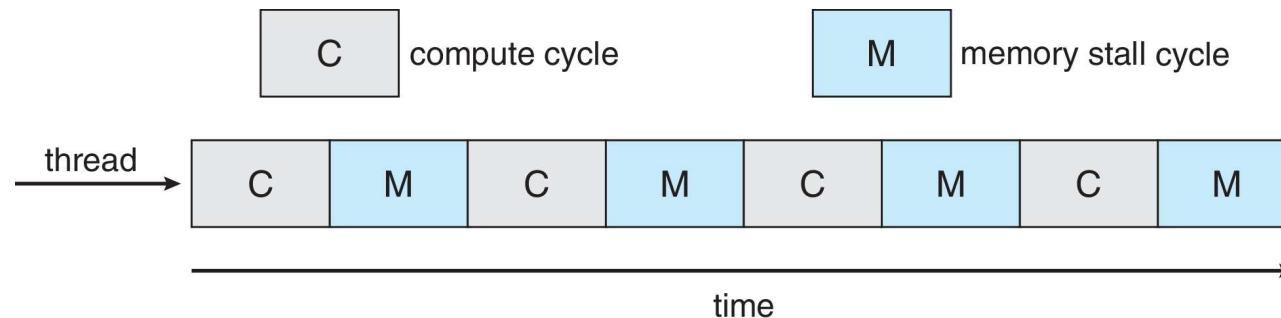 C compute cycle M memory stall cycle
thread
C M C M C M C M
time